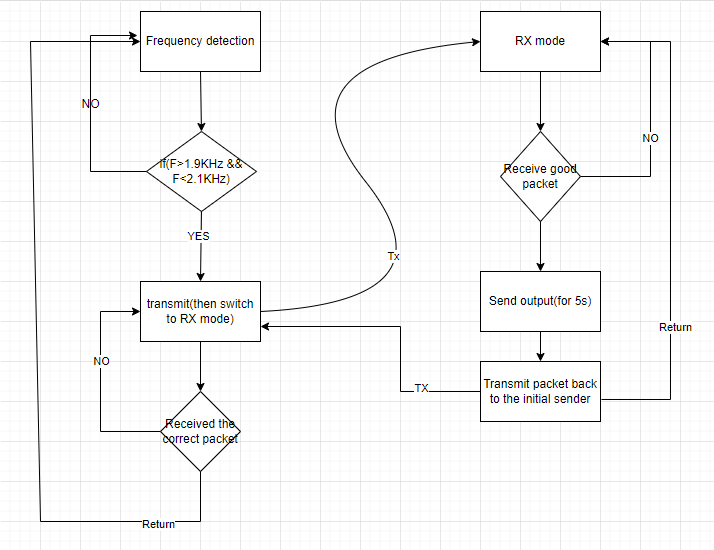 Frequency detection
RX mode
NO
if(F>1.9KHz &&
F<2.1KHz)
NO
Receive good
packet
YES
Tx
transmit(then switch
to RX mode)
Send output(for 5s)
Return
NO
TX
Transmit packet back
to the initial sender
Received the
correct packet
Return